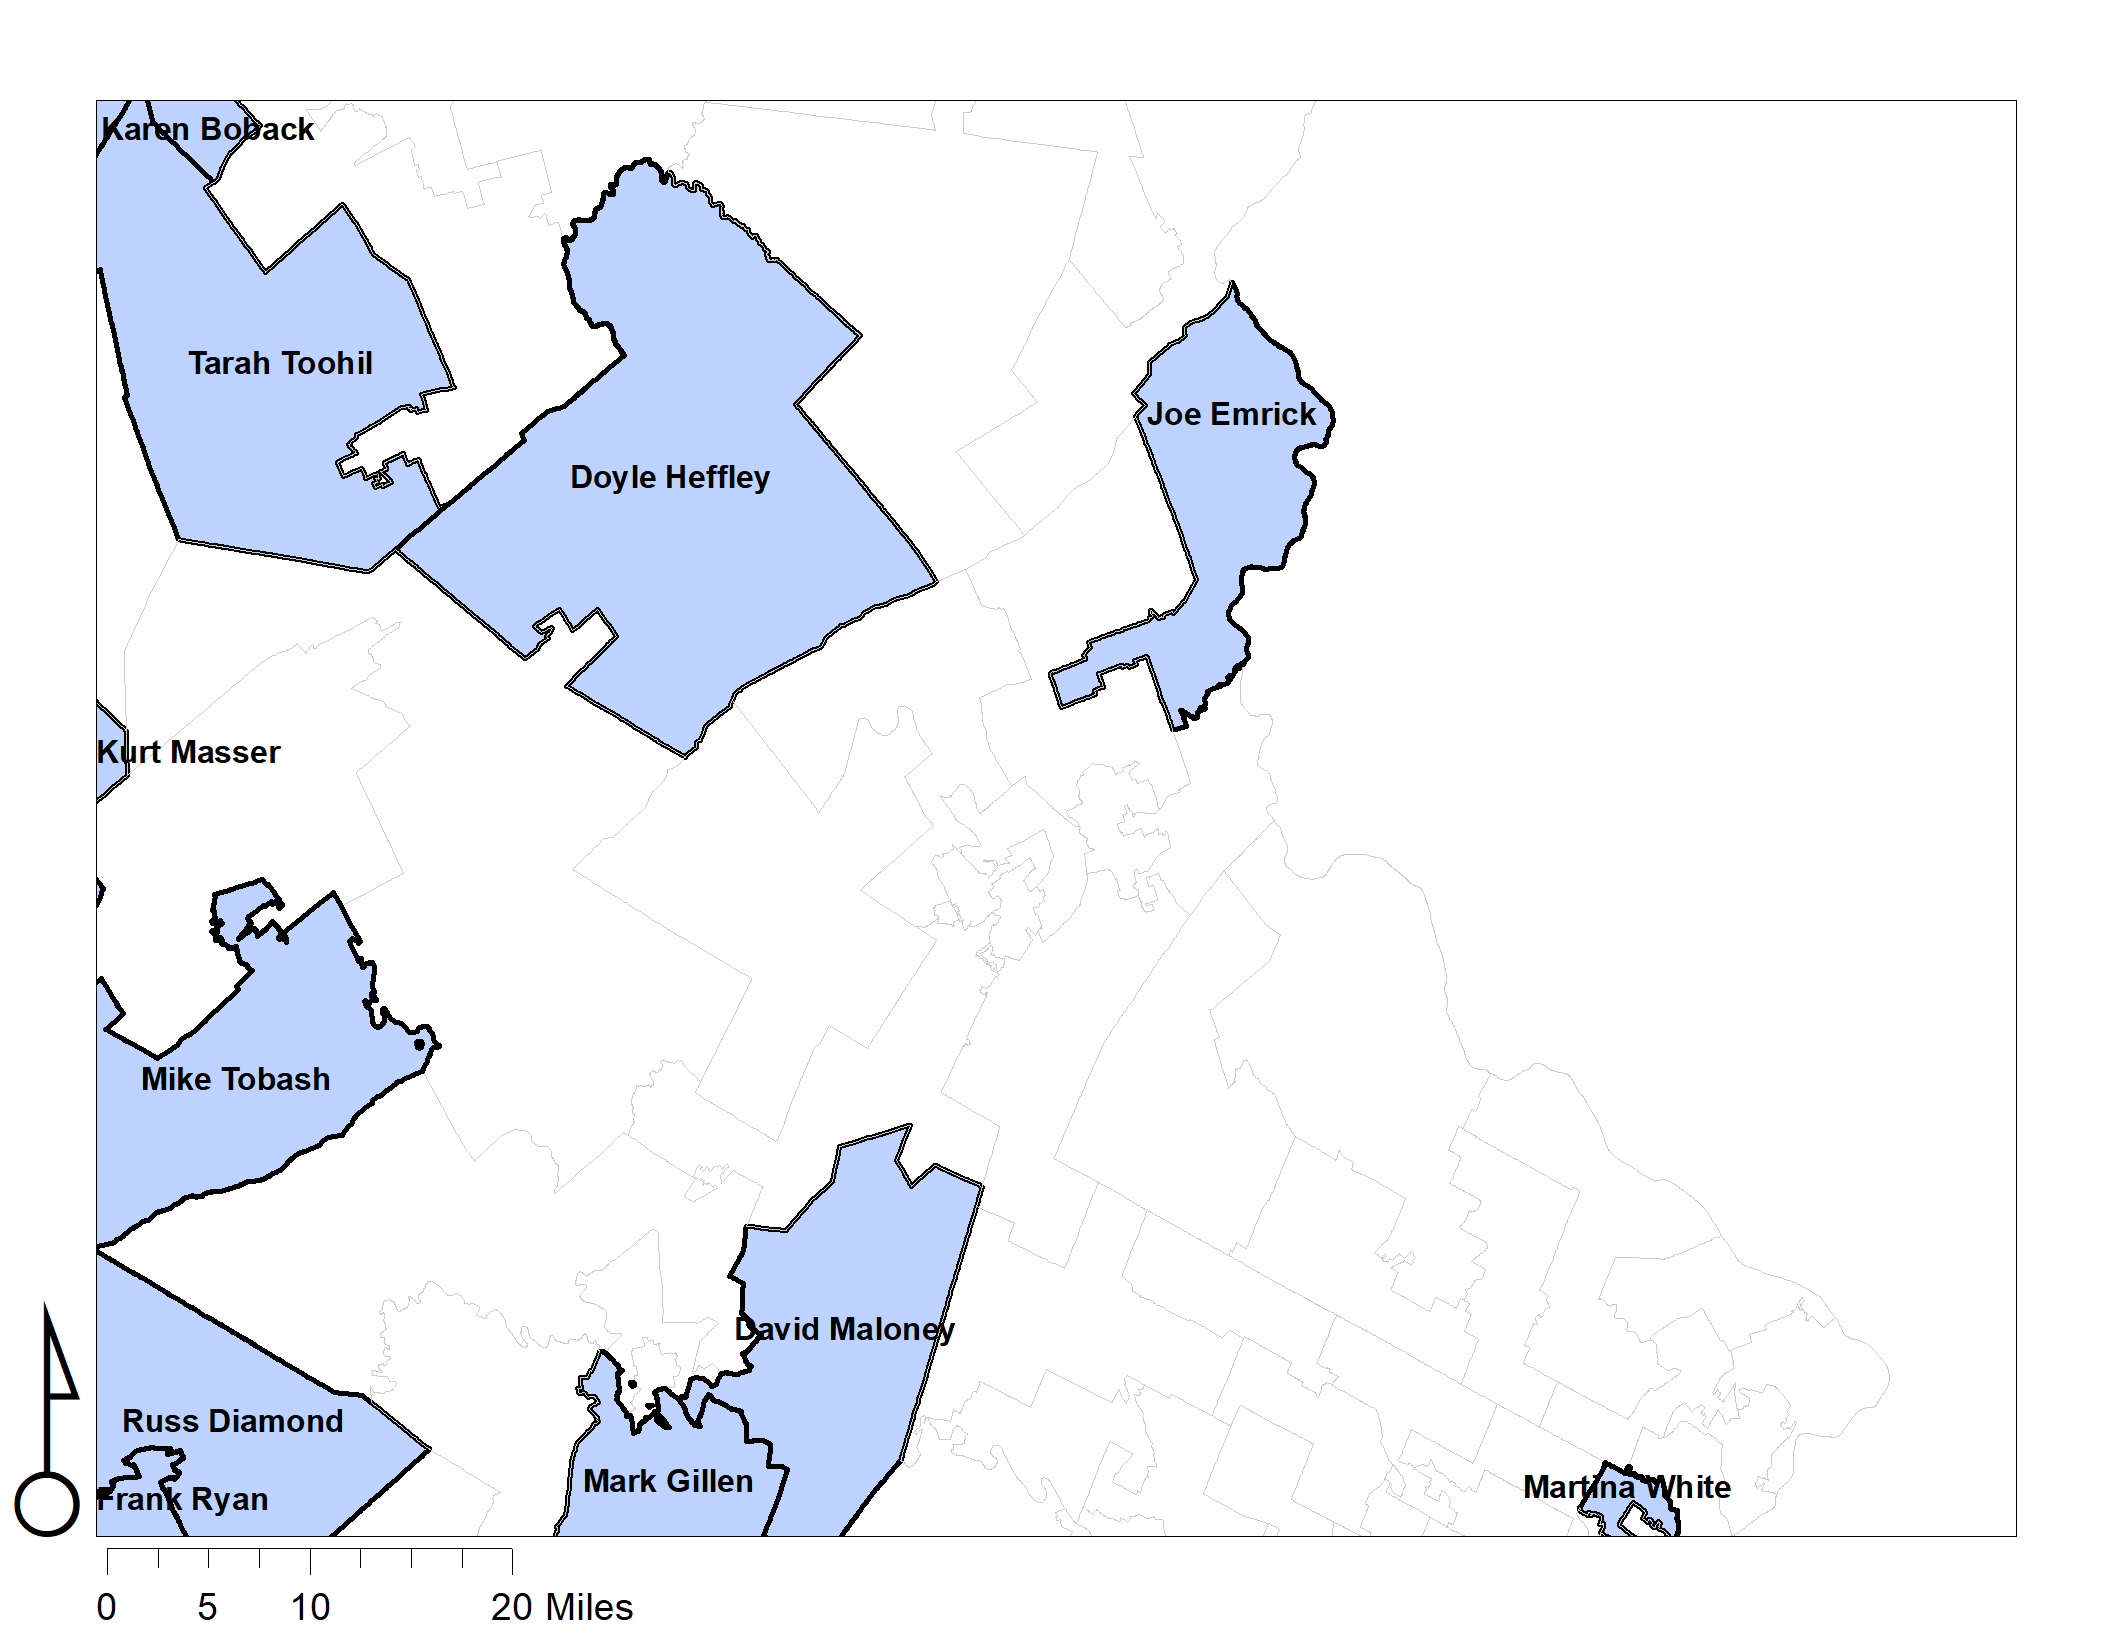 Karen Boback
Tarah Toohil
Joe Emrick
Doyle Heffley
Kurt Masser
Mike Tobash
David Maloney
Russ Diamond
Mark Gillen
Martina White
Frank Ryan
0 5 10 20 Miles